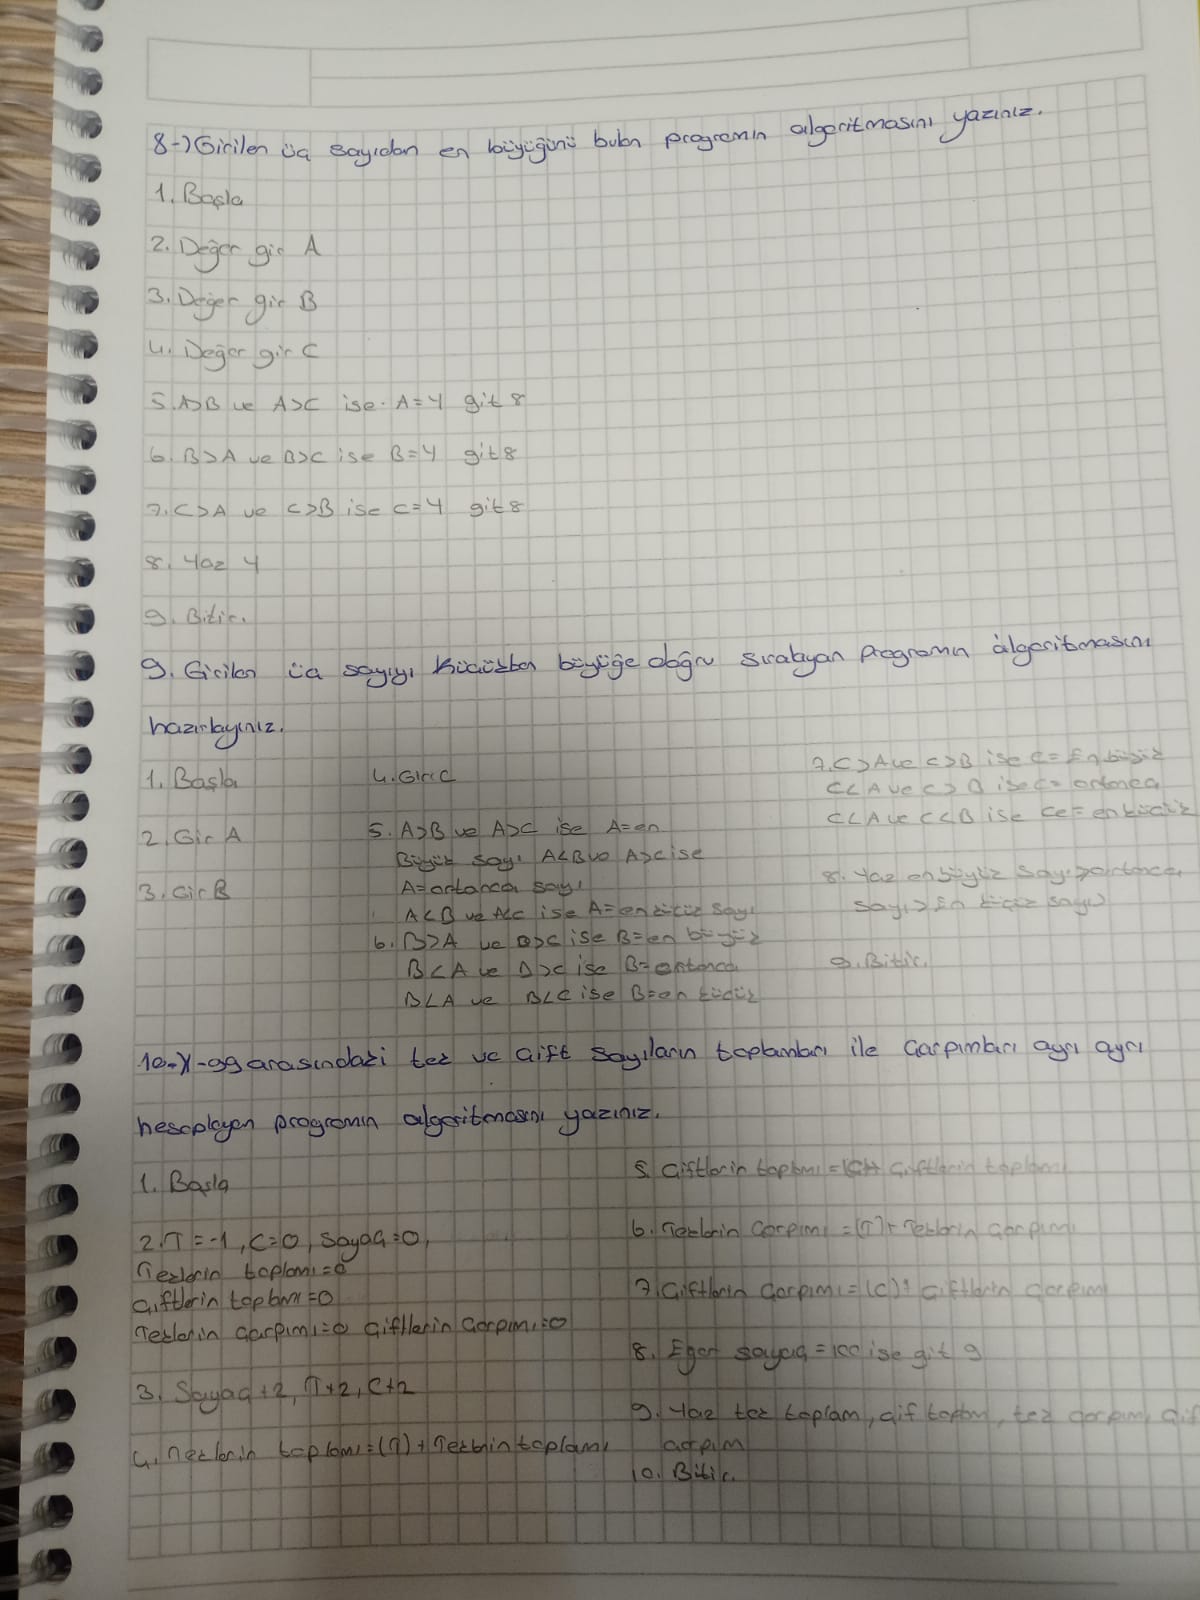 8-) Girilen üç sayıdan en büyüğünü bulan programın algoritmasını yazınız.
1. Başla
2. Değer gir A
3. Değer gir B
4. Değer gir C
5. A>B ve A>C ise A=Y git 8
6. B>A ve B>C ise B=Y git 8
7. C>A ve C>B ise C=Y git 8
8. Yaz Y
9. Bitir.
9. Girilen üç sayıyı küçükten büyüğe doğru sıralayan programın algoritmasını
hazırlayınız.
1. Başla
2. Gir A
3. Gir B
4. Gir C
5. A>B ve A>C ise A=en
Büyük sayı A<B ve A>C ise
A=ortanca sayı
A<B ve A<C ise A=en küçük sayı
6. B>A ve B>C ise B=en büyük
B<A ve B>C ise B=ortanca
B<A ve B<C ise B=en küçük
7. C>A ve C>B ise C=En büyük
C<A ve C>B ise C=ortanca
C<A ve C<B ise C=en küçük
8. Yaz en büyük sayı>ortanca
sayı>En küçük sayı
9. Bitir.
10-) 1-99 arasındaki tek ve çift sayıların toplamları ile çarpımları ayrı ayrı
hesaplayan programın algoritmasını yazınız.
1. Başla
2. T=-1, C=0, Sayaç=0,
Teklerin toplamı=0
Çiftlerin toplamı=0
Teklerin çarpımı=0 Çiftlerin çarpımı=0
3. Sayaç+2, T+2, C+2
4. Teklerin toplamı=(T)+Teklerin toplamı
5. Çiftlerin toplamı=(C)+ Çiftlerin toplamı
6. Teklerin çarpımı=(T)* Teklerin çarpımı
7. Çiftlerin çarpımı=(C)* Çiftlerin çarpım
8. Eğer sayaç=100 ise git 9
9. Yaz tek toplam, çif toplam, tek çarpım, çif
çarpım
10. Bitir.